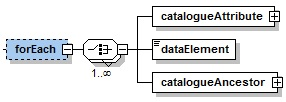 catalogueAttribute
forEach
dataElement
1..∞
catalogueAncestor